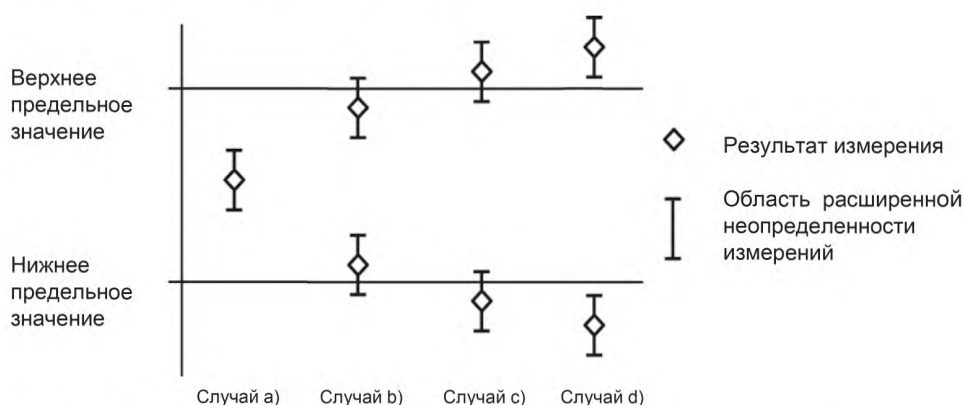 Верхнее
предельное
значение
Результат измерения
Область расширенной
неопределенности
измерений
Нижнее
предельное
значение
Случай a)
Случай b)
Случай c)
Случай d)